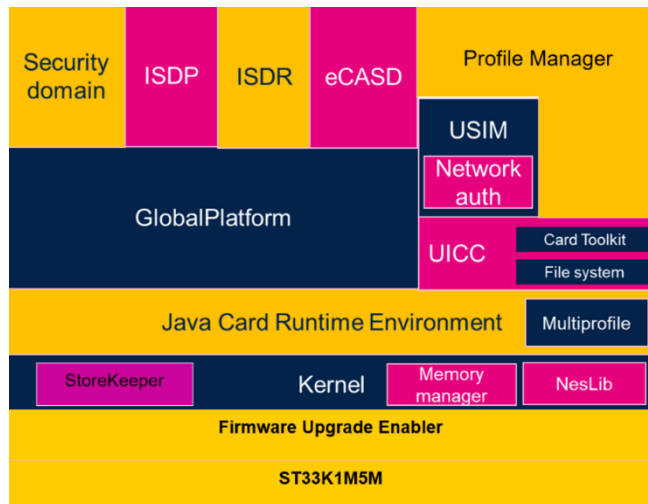 Security
domain
ISDP
ISDR
eCASD
Profile Manager
USIM
Network
auth
GlobalPlatform
UICC
Card Toolkit
File system
Java Card Runtime Environment
Multiprofile
StoreKeeper
Kernel
Memory
manager
NesLib
Firmware Upgrade Enabler
ST33K1M5M